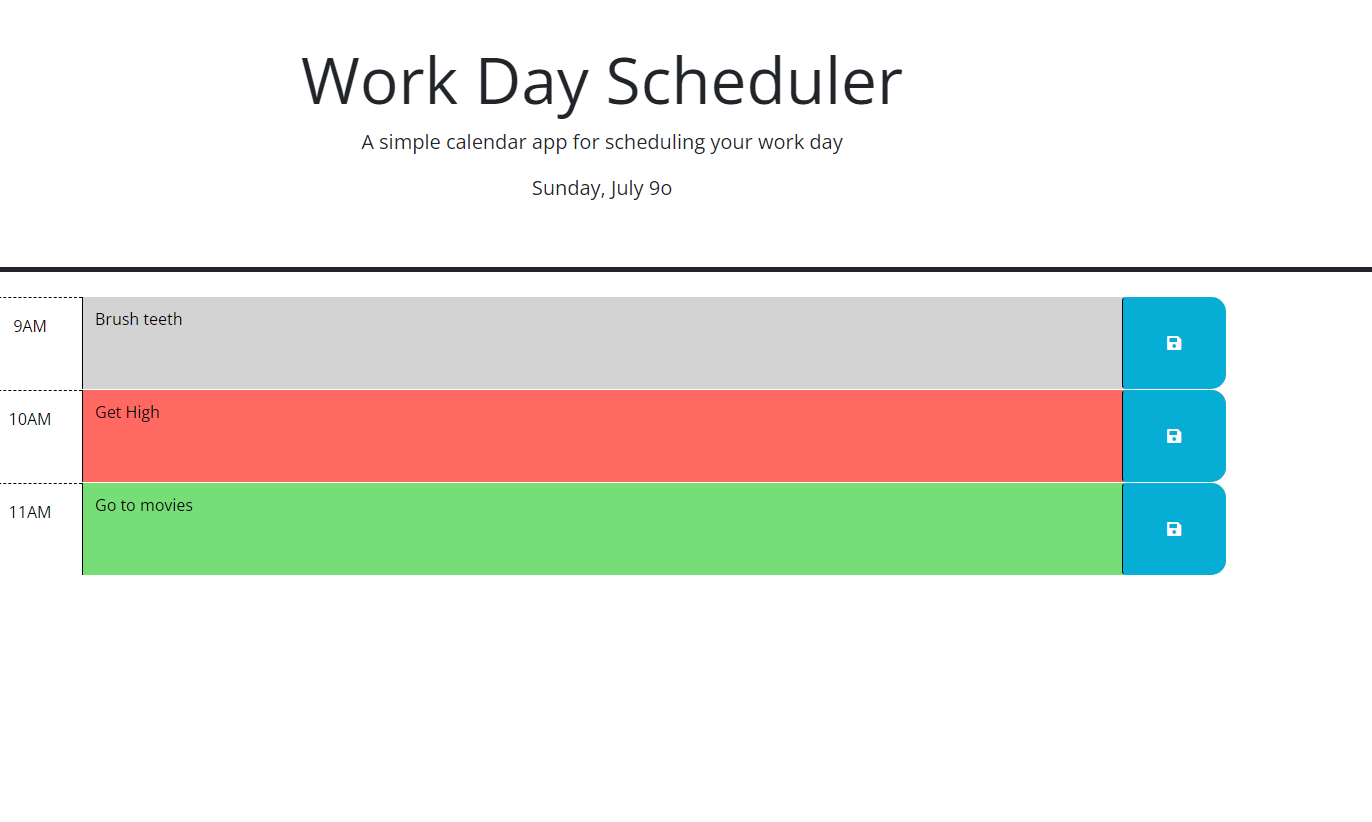 Work Day Scheduler
A simple calendar app for scheduling your work day
Sunday, July 9o
9AM
Brush teeth
10AM
Get High
11AM
Go to movies